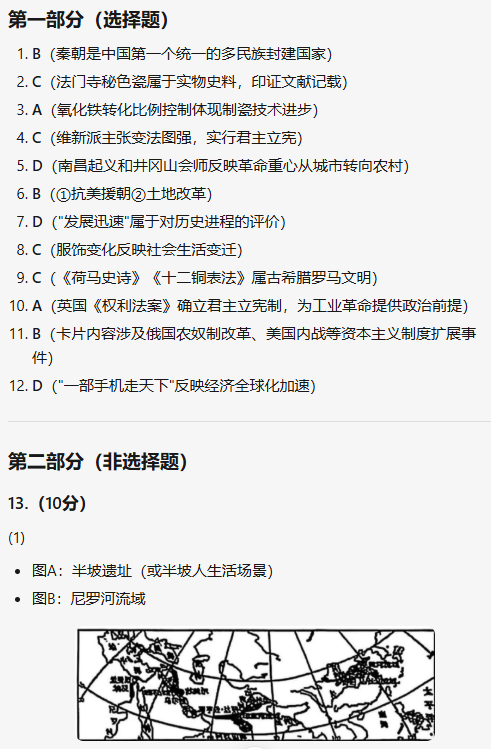 第一部分（选择题）
1. B（秦朝是中国第一个统一的多民族封建国家）
2. C（法门寺秘色瓷属于实物史料，印证文献记载）
3. A（氧化铁转化比例控制体现制瓷技术进步）
4. C（维新派主张变法图强，实行君主立宪）
5. D（南昌起义和井冈山会师反映革命重心从城市转向农村）
6. B（①抗美援朝②土地改革）
7. D（"发展迅速"属于对历史进程的评价）
8. C（服饰变化反映社会生活变迁）
9. C（《荷马史诗》《十二铜表法》属古希腊罗马文明）
10. A（英国《权利法案》确立君主立宪制，为工业革命提供政治前提）
11. B（卡片内容涉及俄国农奴制改革、美国内战等资本主义制度扩展事
件）
12. D（"一部手机走天下"反映经济全球化加速）
第二部分（非选择题）
13.（10分）
(1)
• 图A：半坡遗址（或半坡人生活场景）
• 图B：尼罗河流域